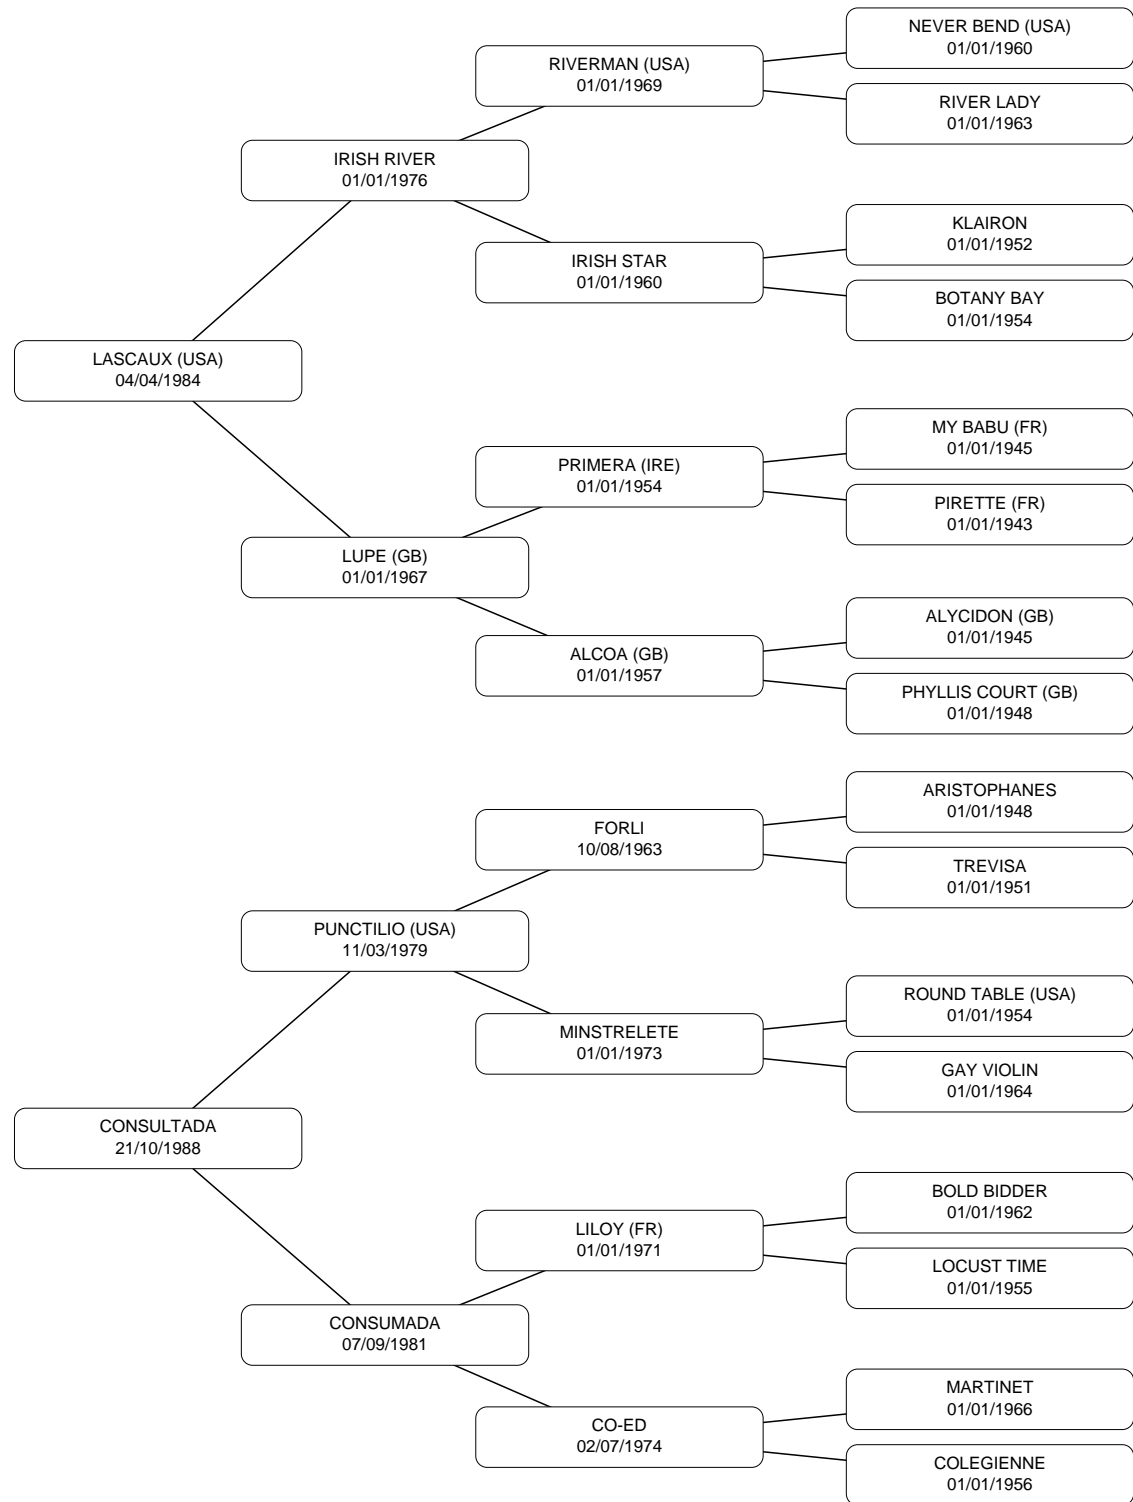 NEVER BEND (USA)
01/01/1960
RIVERMAN (USA)
01/01/1969
RIVER LADY
01/01/1963
IRISH RIVER
01/01/1976
KLAIRON
01/01/1952
IRISH STAR
01/01/1960
BOTANY BAY
01/01/1954
LASCAUX (USA)
04/04/1984
MY BABU (FR)
01/01/1945
PRIMERA (IRE)
01/01/1954
PIRETTE (FR)
01/01/1943
LUPE (GB)
01/01/1967
ALYCIDON (GB)
01/01/1945
ALCOA (GB)
01/01/1957
PHYLLIS COURT (GB)
01/01/1948
ARISTOPHANES
01/01/1948
FORLI
10/08/1963
TREVISA
01/01/1951
PUNCTILIO (USA)
11/03/1979
ROUND TABLE (USA)
01/01/1954
MINSTRELETE
01/01/1973
GAY VIOLIN
01/01/1964
CONSULTADA
21/10/1988
BOLD BIDDER
01/01/1962
LILOY (FR)
01/01/1971
LOCUST TIME
01/01/1955
CONSUMADA
07/09/1981
MARTINET
01/01/1966
CO-ED
02/07/1974
COLEGIENNE
01/01/1956